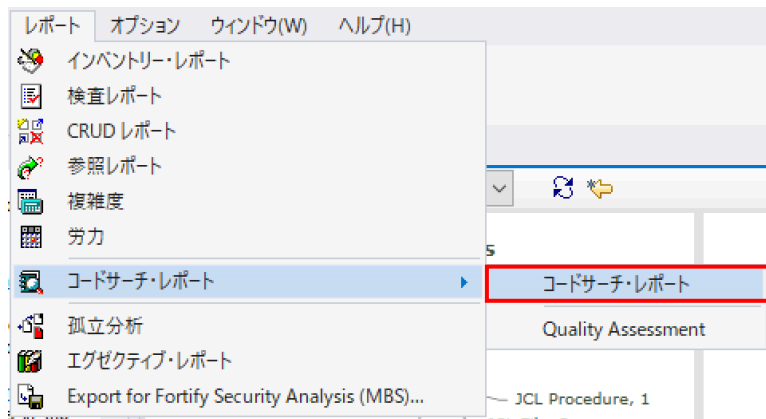 レポート オプション ウィンドウ(W) ヘルプ(H)
インベントリー・レポート
検査レポート
CRUD レポート
参照レポート
複雑度
労力
コードサーチ・レポート
コードサーチ・レポート
孤立分析
Quality Assessment
エグゼクティブ・レポート
Export for Fortify Security Analysis (MBS)...
JCL Procedure, 1